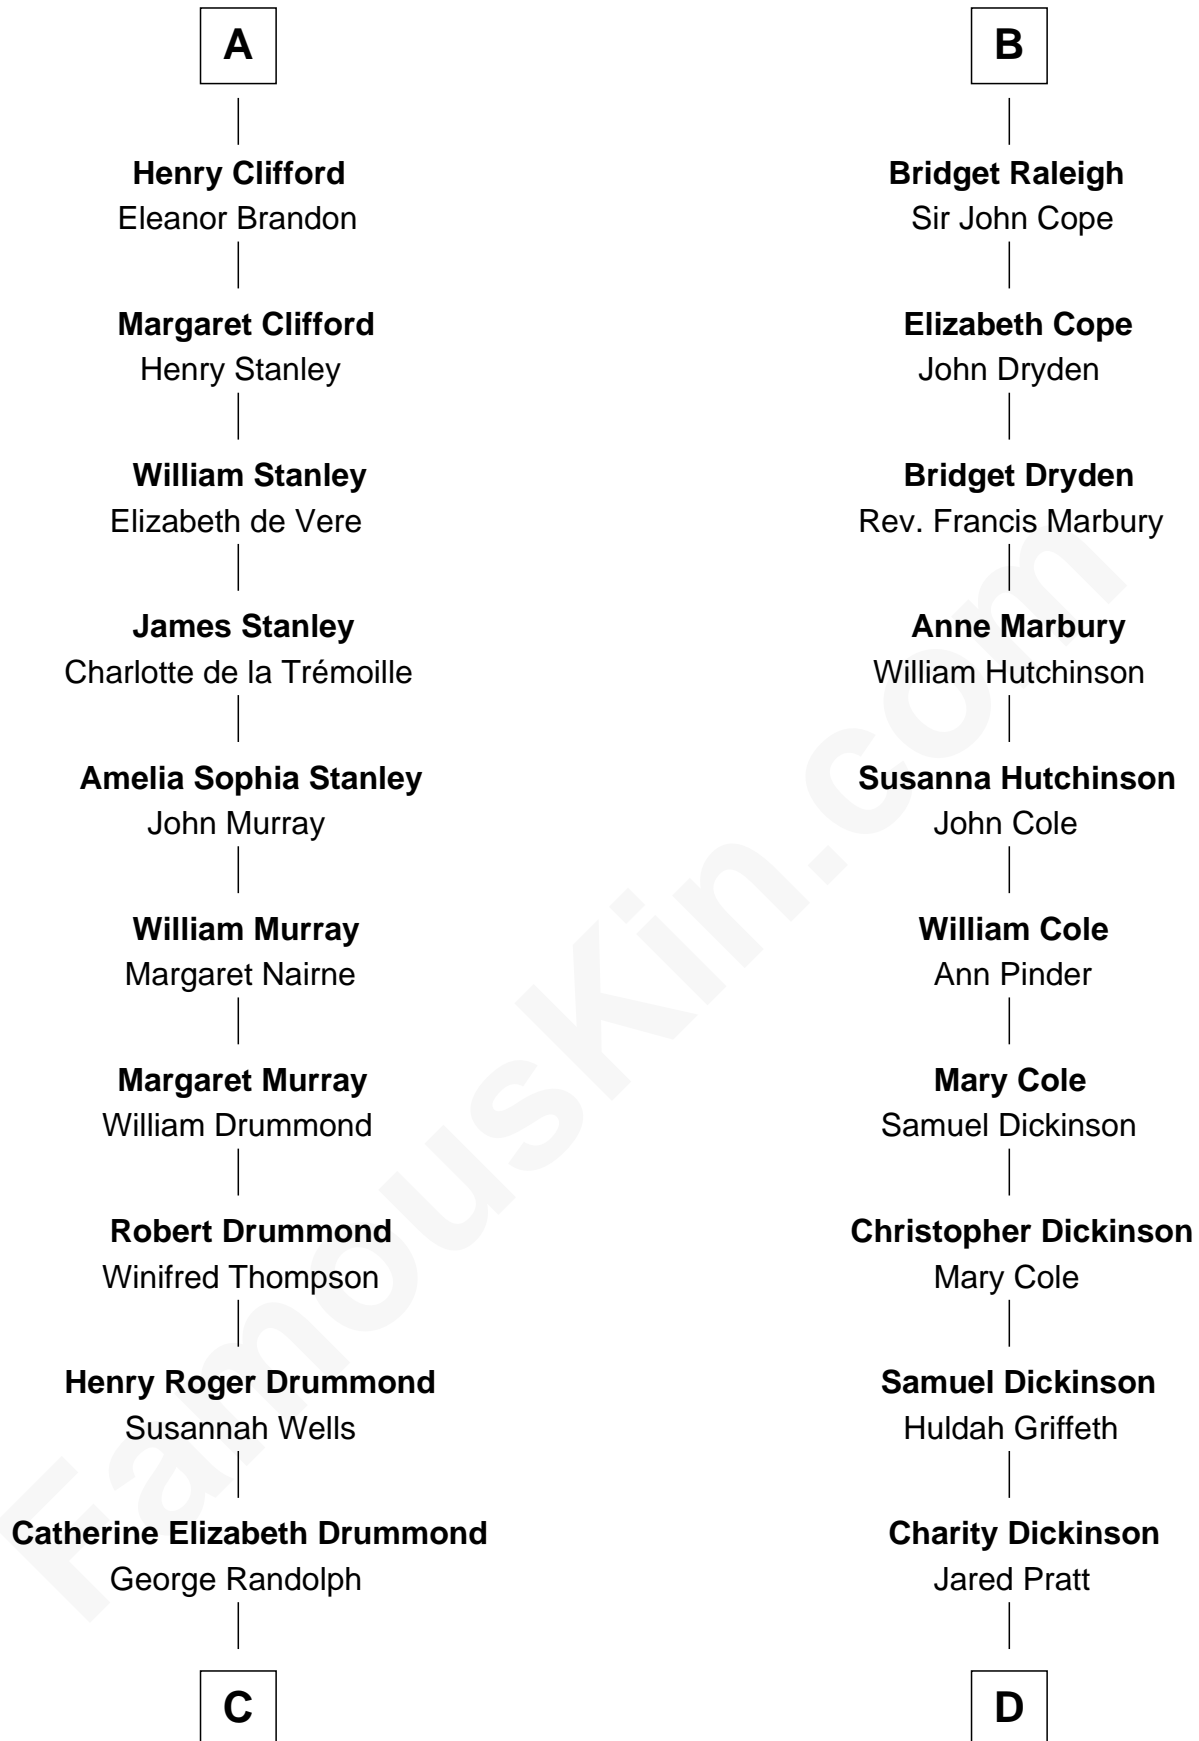 A
Henry Clifford
Eleanor Brandon
Margaret Clifford
Henry Stanley
William Stanley
Elizabeth de Vere
James Stanley
Charlotte de la Trémoille
Amelia Sophia Stanley
John Murray
William Murray
Margaret Nairne
Margaret Murray
William Drummond
Robert Drummond
Winifred Thompson
Henry Roger Drummond
Susannah Wells
Catherine Elizabeth Drummond
George Randolph
C
B
Bridget Raleigh
Sir John Cope
Elizabeth Cope
John Dryden
Bridget Dryden
Rev. Francis Marbury
Anne Marbury
William Hutchinson
Susanna Hutchinson
John Cole
William Cole
Ann Pinder
Mary Cole
Samuel Dickinson
Christopher Dickinson
Mary Cole
Samuel Dickinson
Huldah Griffeth
Charity Dickinson
Jared Pratt
D
FamousKin.com